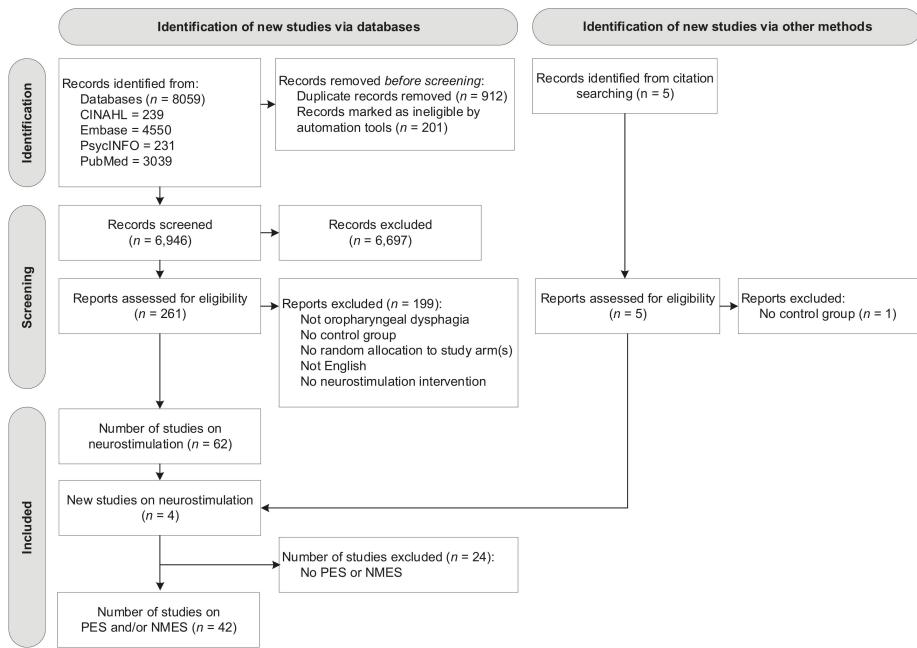 Identification of new studies via databases
Identification of new studies via other methods
Identification
Records identified from:
Databases (n = 8059)
CINAHL = 239
Embase = 4550
PsycINFO = 231
PubMed = 3039
Records removed before screening:
Duplicate records removed (n = 912)
Records marked as ineligible by
automation tools (n = 201)
Records identified from citation
searching (n = 5)
Screening
Records screened
(n = 6,946)
Records excluded
(n = 6,697)
Reports assessed for eligibility
(n = 261)
Reports excluded (n = 199):
Not oropharyngeal dysphagia
No control group
No random allocation to study arm(s)
Not English
No neurostimulation intervention
Reports assessed for eligibility
(n = 5)
Reports excluded:
No control group (n = 1)
Included
Number of studies on
neurostimulation (n = 62)
New studies on neurostimulation
(n = 4)
Number of studies excluded (n = 24):
No PES or NMES
Number of studies on
PES and/or NMES (n = 42)